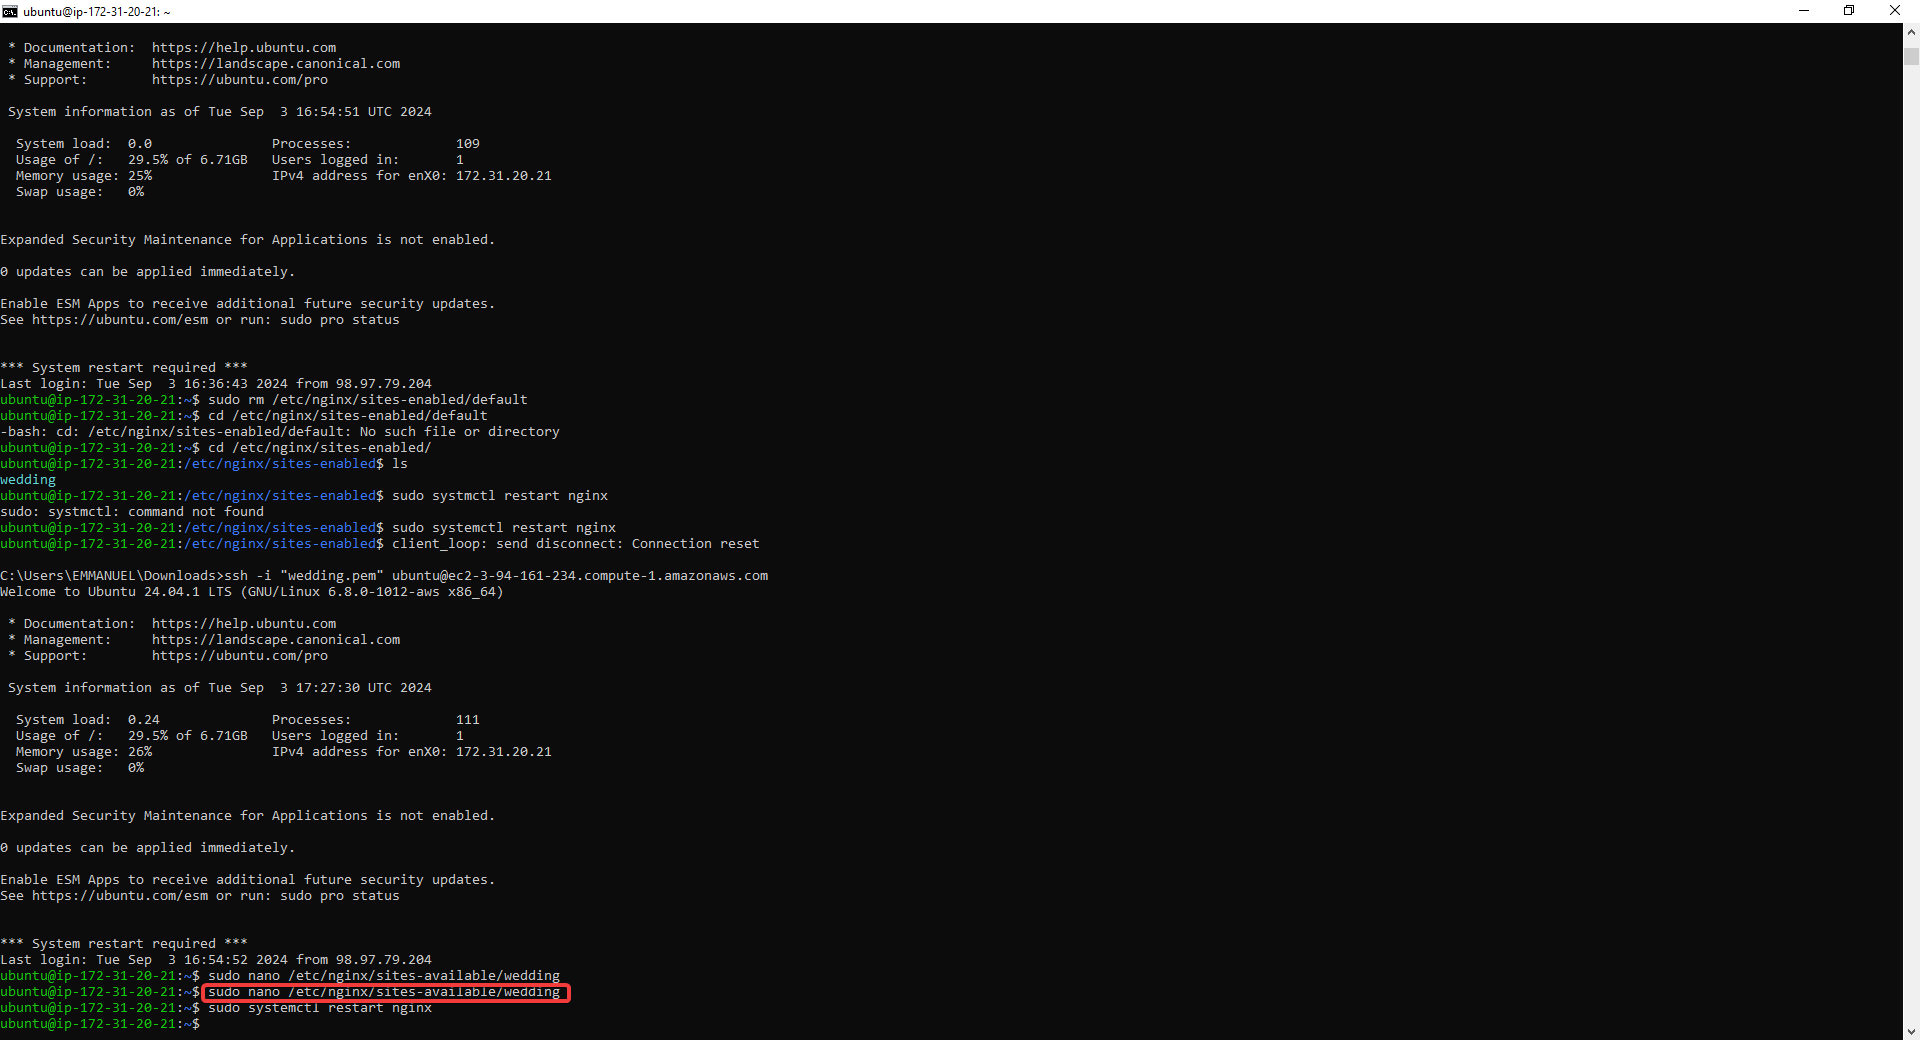 ubuntu@ip-172-31-20-21: ~
* Documentation:  https://help.ubuntu.com
* Management:     https://landscape.canonical.com
* Support:        https://ubuntu.com/pro
System information as of Tue Sep  3 16:54:51 UTC 2024
System load:  0.0               Processes:             109
Usage of /:   29.5% of 6.71GB   Users logged in:       1
Memory usage: 25%               IPv4 address for enX0: 172.31.20.21
Swap usage:   0%
Expanded Security Maintenance for Applications is not enabled.
0 updates can be applied immediately.
Enable ESM Apps to receive additional future security updates.
See https://ubuntu.com/esm or run: sudo pro status
*** System restart required ***
Last login: Tue Sep  3 16:36:43 2024 from 98.97.79.204
ubuntu@ip-172-31-20-21:~$ sudo rm /etc/nginx/sites-enabled/default
ubuntu@ip-172-31-20-21:~$ cd /etc/nginx/sites-enabled/default
-bash: cd: /etc/nginx/sites-enabled/default: No such file or directory
ubuntu@ip-172-31-20-21:~$ cd /etc/nginx/sites-enabled/
ubuntu@ip-172-31-20-21:/etc/nginx/sites-enabled$ ls
wedding
ubuntu@ip-172-31-20-21:/etc/nginx/sites-enabled$ sudo systmctl restart nginx
sudo: systmctl: command not found
ubuntu@ip-172-31-20-21:/etc/nginx/sites-enabled$ sudo systemctl restart nginx
ubuntu@ip-172-31-20-21:/etc/nginx/sites-enabled$ client_loop: send disconnect: Connection reset
C:\Users\EMMANUEL\Downloads>ssh -i "wedding.pem" ubuntu@ec2-3-94-161-234.compute-1.amazonaws.com
Welcome to Ubuntu 24.04.1 LTS (GNU/Linux 6.8.0-1012-aws x86_64)
* Documentation:  https://help.ubuntu.com
* Management:     https://landscape.canonical.com
* Support:        https://ubuntu.com/pro
System information as of Tue Sep  3 17:27:30 UTC 2024
System load:  0.24              Processes:             111
Usage of /:   29.5% of 6.71GB   Users logged in:       1
Memory usage: 26%               IPv4 address for enX0: 172.31.20.21
Swap usage:   0%
Expanded Security Maintenance for Applications is not enabled.
0 updates can be applied immediately.
Enable ESM Apps to receive additional future security updates.
See https://ubuntu.com/esm or run: sudo pro status
*** System restart required ***
Last login: Tue Sep  3 16:54:52 2024 from 98.97.79.204
ubuntu@ip-172-31-20-21:~$ sudo nano /etc/nginx/sites-available/wedding
ubuntu@ip-172-31-20-21:~$ sudo nano /etc/nginx/sites-available/wedding
ubuntu@ip-172-31-20-21:~$ sudo systemctl restart nginx
ubuntu@ip-172-31-20-21:~$